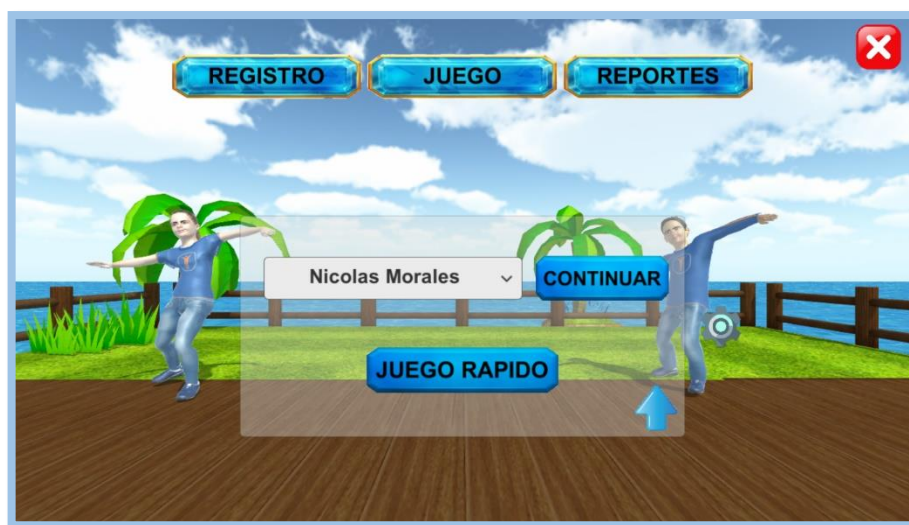 REGISTRO JUEGO REPORTES
Nicolas Morales CONTINUAR
JUEGO RAPIDO